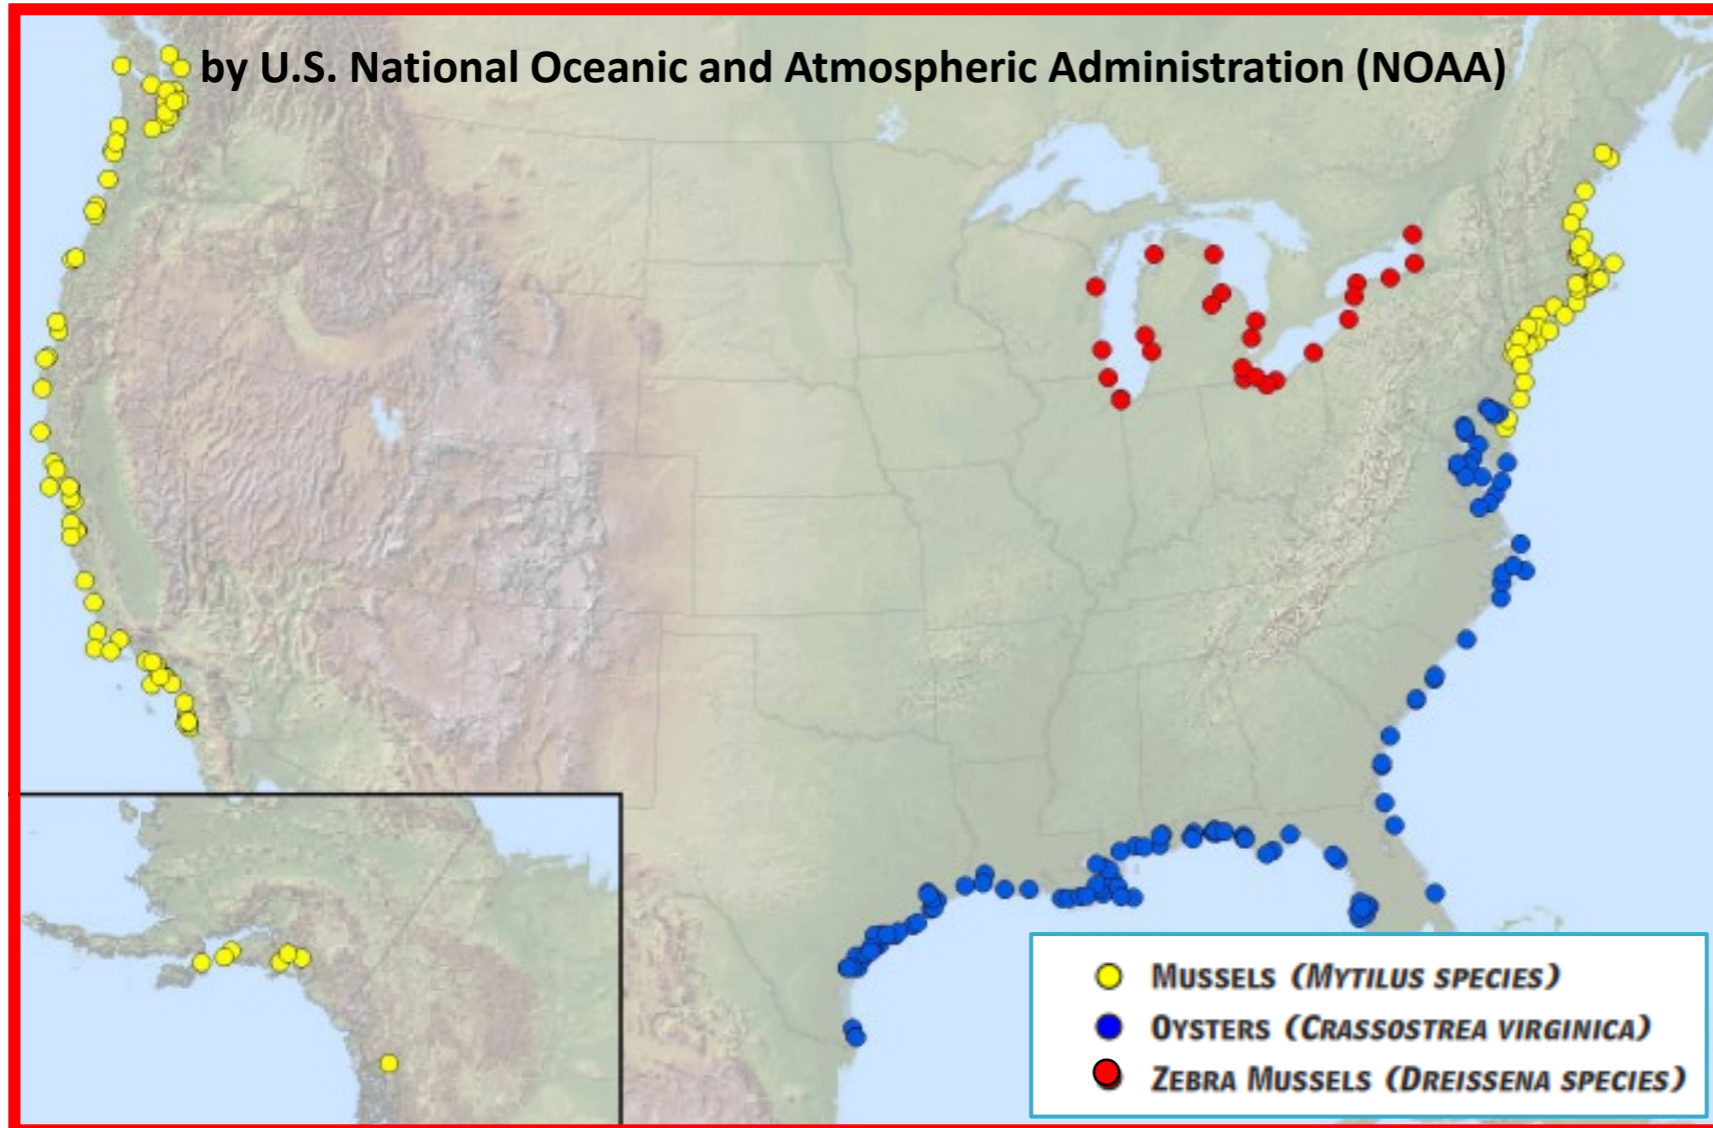 by U.S. National Oceanic and Atmospheric Administration (NOAA)
MUSSELS (MYTILUS SPECIES)
OYSTERS (CRASSOSTREA VIRGINICA)
ZEBRA MUSSELS (DREISSENA SPECIES)